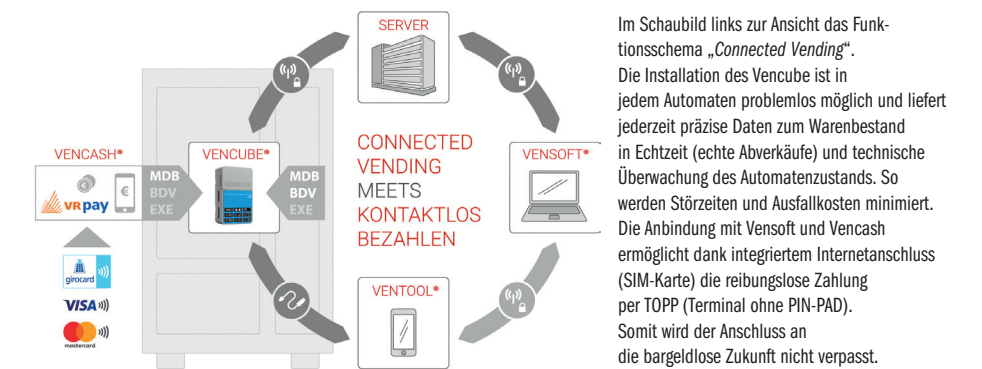 SERVER
VENCASH®
VENCUBE®
VENSOFT®
VENTOOL®
MDB
BDV
EXE
MDB
BDV
EXE
€
VR pay
girocard
VISA
mastercard
CONNECTED
VENDING
MEETS
KONTAKTLOS
BEZAHLEN
Im Schaubild links zur Ansicht das Funk-
tionsschema „Connected Vending“.
Die Installation des Vencube ist in
jedem Automaten problemlos möglich und liefert
jederzeit präzise Daten zum Warenbestand
in Echtzeit (echte Abverkäufe) und technische
Überwachung des Automatenzustands. So
werden Störzeiten und Ausfallkosten minimiert.
Die Anbindung mit Vensoft und Vencash
ermöglicht dank integriertem Internetanschluss
(SIM-Karte) die reibungslose Zahlung
per TOPP (Terminal ohne PIN-PAD).
Somit wird der Anschluss an
die bargeldlose Zukunft nicht verpasst.